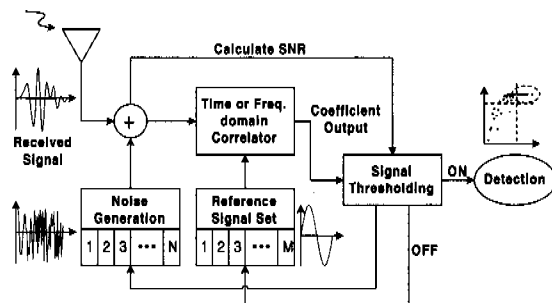 Calculate SNR
Received
Signal
+
Time or Freq.
domain
Correlator
Coefficient
Output
Signal
Thresholding
ON
Detection
OFF
Noise
Generation
1 2 3 ••• N
Reference
Signal Set
1 2 3 ••• M